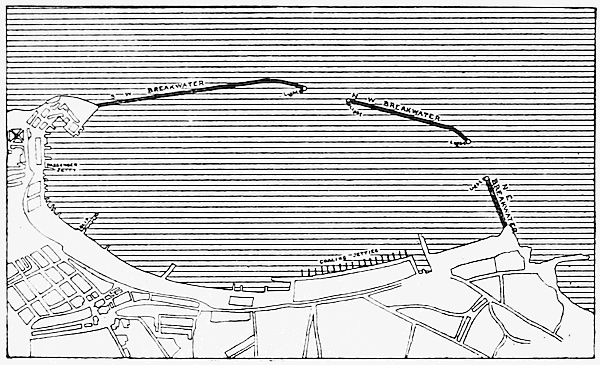 S - W BREAKWATER
Light
N - W BREAKWATER
Light
Light
Light
N - E
BREAKWATER
PASSENGER
JETTY
COALING - JETTIES